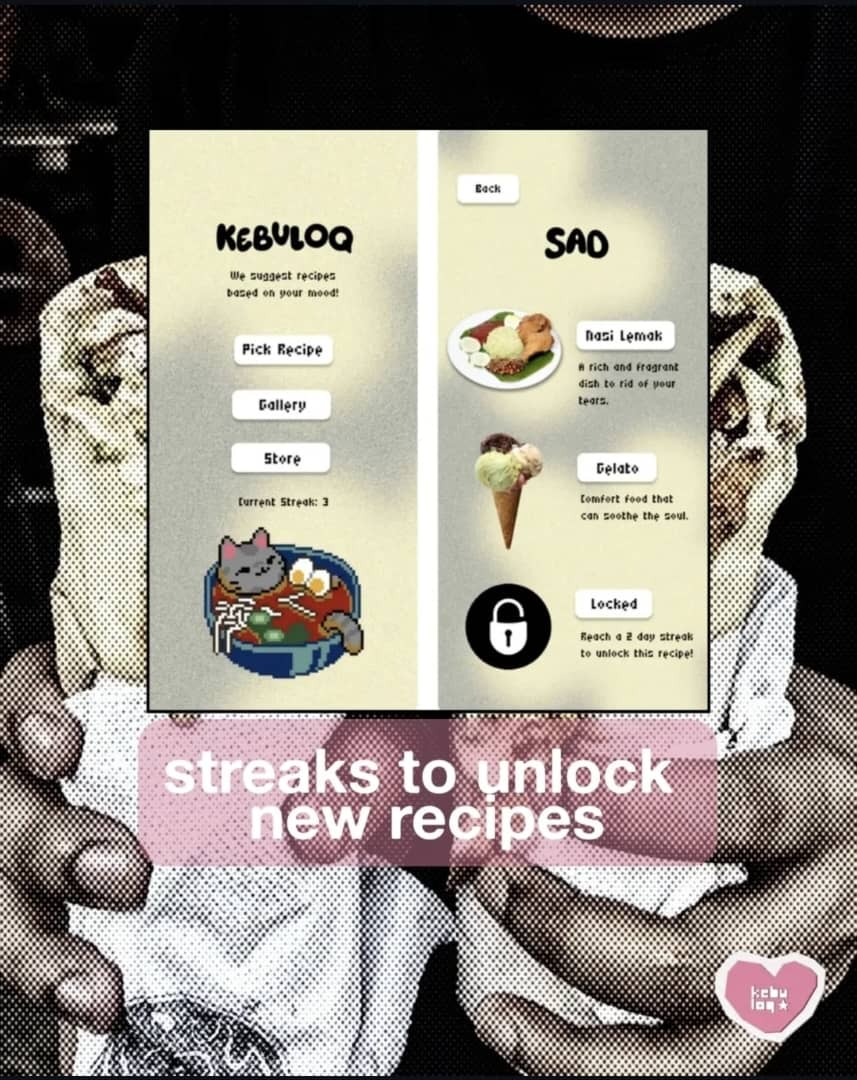 KEBULOQ
We suggest recipes
based on your mood!
Pick Recipe
Gallery
Store
Current Streak: 3
Back
SAD
Nasi Lemak
A rich and fragrant
dish to rid of your
tears.
Gelato
Comfort food that
can soothe the soul.
Locked
Reach a 2 day streak
to unlock this recipe!
streaks to unlock
new recipes
kebu
loq★